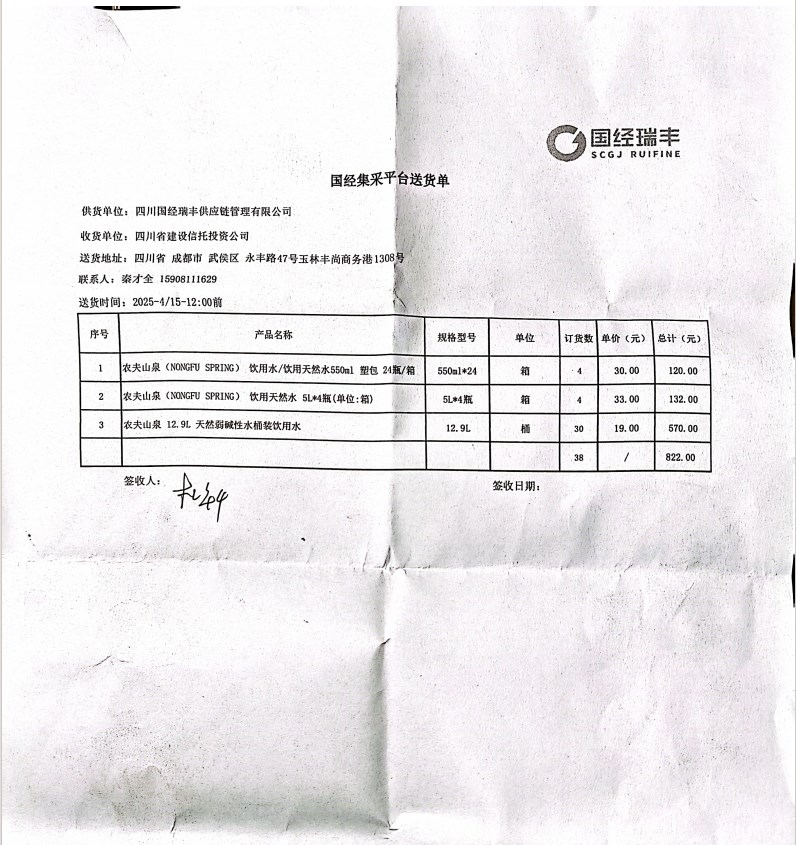 国经瑞丰
SCGJ RUIFINE
国经集采平台送货单
供货单位：四川国经瑞丰供应链管理有限公司
收货单位：四川省建设信托投资公司
送货地址：四川省 成都市 武侯区 永丰路47号玉林丰尚商务港1308号
联系人：秦才全 15908111629
送货时间：2025-4/15-12:00前
序号 产品名称 规格型号 单位 订货数 单价（元） 总计（元）
1 农夫山泉（NONGFU SPRING） 饮用水/饮用天然水550ml 塑包 24瓶/箱 550ml*24 箱 4 30.00 120.00
2 农夫山泉（NONGFU SPRING） 饮用天然水 5L*4瓶(单位:箱) 5L*4瓶 箱 4 33.00 132.00
3 农夫山泉 12.9L 天然弱碱性水桶装饮用水 12.9L 桶 30 19.00 570.00
38 / 822.00
签收人： 签收日期：